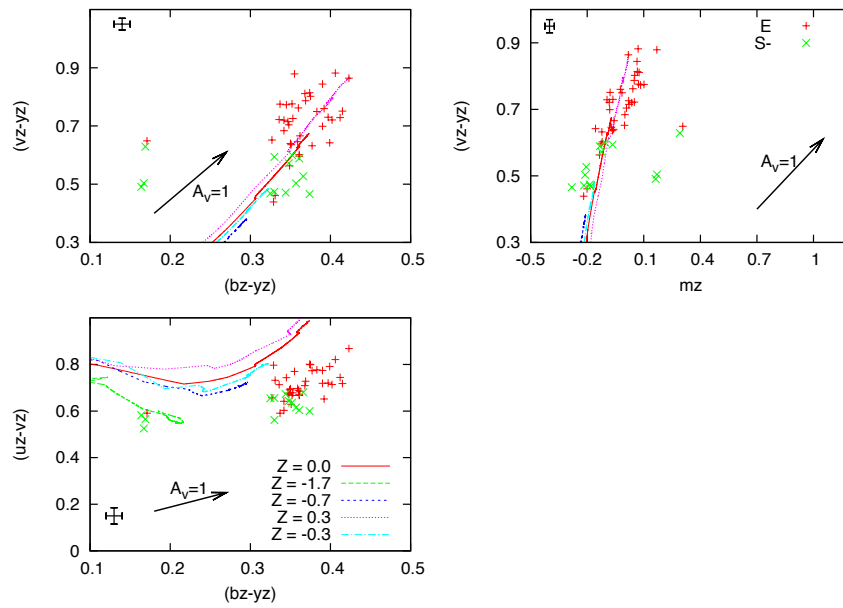 0.9
0.7
0.5
0.3
0.1 0.2 0.3 0.4 0.5
(vz-yz)
(bz-yz)
Av=1
0.9
0.7
0.5
0.3
-0.5 -0.2 0.1 0.4 0.7 1
(vz-yz)
mz
E
S-
Av=1
0.8
0.6
0.4
0.2
0
0.1 0.2 0.3 0.4 0.5
(uz-vz)
(bz-yz)
Av=1
Z = 0.0
Z = -1.7
Z = -0.7
Z = 0.3
Z = -0.3